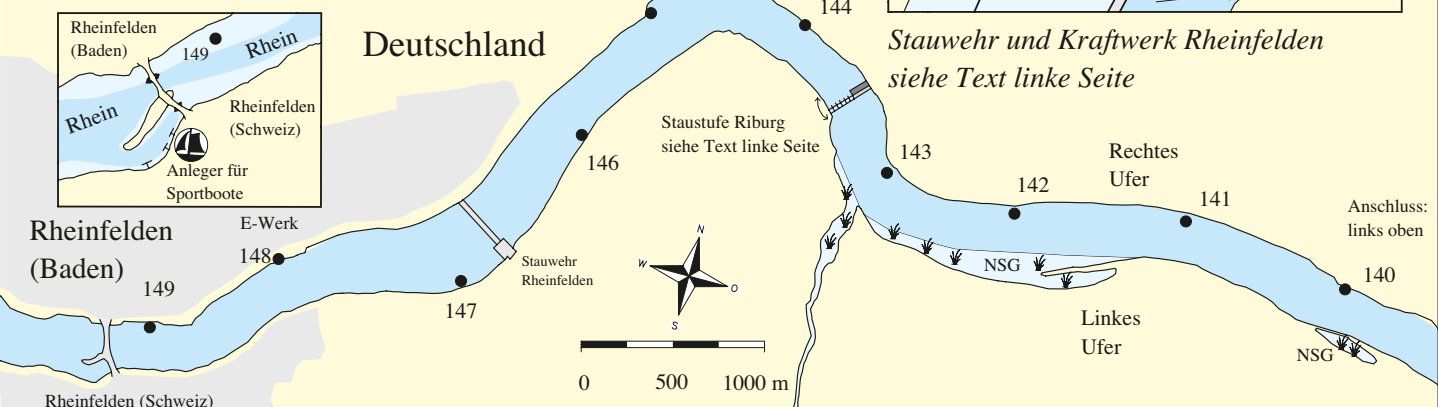 Rheinfelden
(Baden)
149
Rhein
Rhein
Rheinfelden
(Schweiz)
Anleger für
Sportboote
Deutschland
144
Stauwehr und Kraftwerk Rheinfelden
siehe Text linke Seite
Staustufe Riburg
siehe Text linke Seite
146
143
Rechtes
Ufer
142
141
Anschluss:
links oben
Rheinfelden
(Baden)
E-Werk
148
149
Stauwehr
Rheinfelden
147
N
W
O
S
NSG
140
Linkes
Ufer
NSG
0 500 1000 m
Rheinfelden (Schweiz)